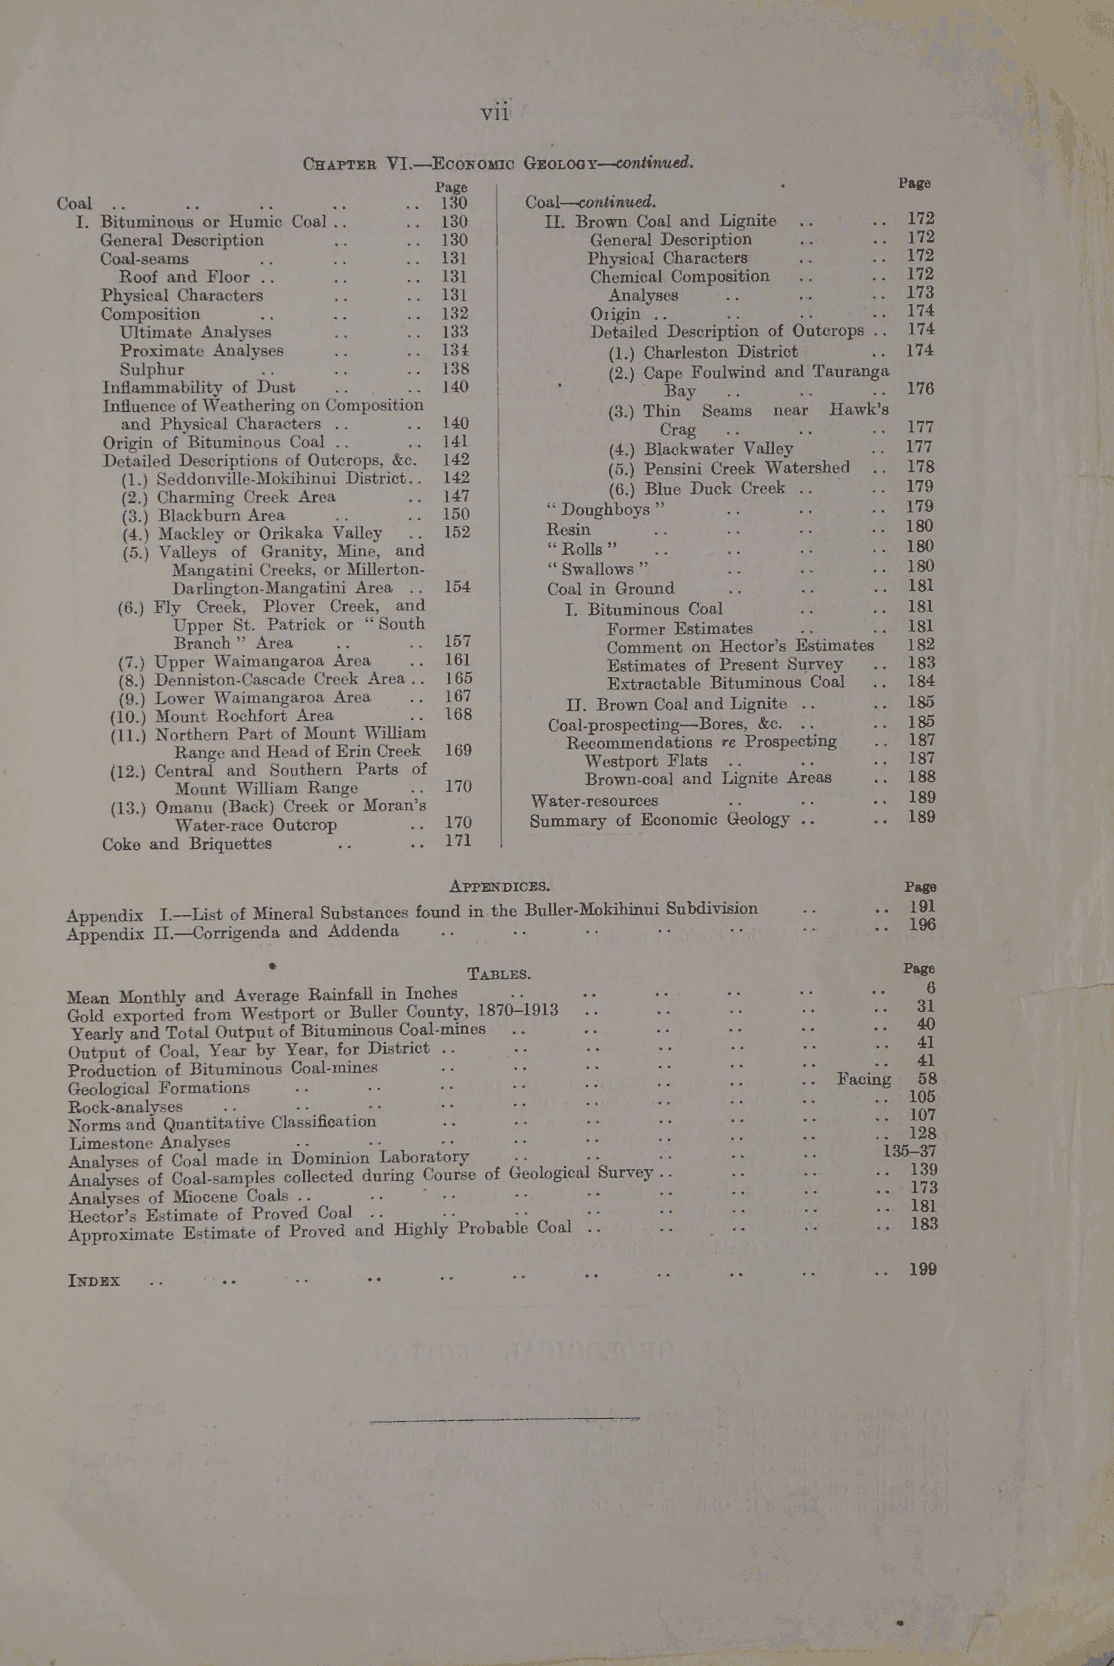 vii
CHAPTER VI.—ECONOMIC GEOLOGY—continued.
Page
Coal .. .. .. .. .. 130
I. Bituminous or Humic Coal .. .. 130
General Description .. .. 130
Coal-seams .. .. .. 131
Roof and Floor .. .. .. 131
Physical Characters .. .. 131
Composition .. .. .. 132
Ultimate Analyses .. .. 133
Proximate Analyses .. .. 134
Sulphur .. .. .. 138
Inflammability of Dust .. .. 140
Influence of Weathering on Composition
and Physical Characters .. .. 140
Origin of Bituminous Coal .. .. 141
Detailed Descriptions of Outcrops, &c. 142
(1.) Seddonville-Mokihinui District .. 142
(2.) Charming Creek Area .. 147
(3.) Blackburn Area .. .. 150
(4.) Mackley or Orikaka Valley .. 152
(5.) Valleys of Granity, Mine, and
Mangatini Creeks, or Millerton-
Darlington-Mangatini Area .. 154
(6.) Fly Creek, Plover Creek, and
Upper St. Patrick or “South
Branch” Area .. .. 157
(7.) Upper Waimangaroa Area .. 161
(8.) Denniston-Cascade Creek Area .. 165
(9.) Lower Waimangaroa Area .. 167
(10.) Mount Rochfort Area .. 168
(11.) Northern Part of Mount William
Range and Head of Erin Creek 169
(12.) Central and Southern Parts of
Mount William Range .. 170
(13.) Omanu (Back) Creek or Moran's
Water-race Outcrop .. 170
Coke and Briquettes .. .. 171
Page
Coal—continued.
II. Brown Coal and Lignite .. .. 172
General Description .. .. 172
Physical Characters .. .. 172
Chemical Composition .. .. 172
Analyses .. .. .. 173
Origin .. .. .. .. 174
Detailed Description of Outcrops .. 174
(1.) Charleston District .. 174
(2.) Cape Foulwind and Tauranga
Bay .. .. .. 176
(3.) Thin Seams near Hawk's
Crag .. .. .. 177
(4.) Blackwater Valley .. 177
(5.) Pensini Creek Watershed .. 178
(6.) Blue Duck Creek .. .. 179
“Doughboys” .. .. .. 179
Resin .. .. .. .. 180
“Rolls” .. .. .. .. 180
“Swallows” .. .. .. 180
Coal in Ground .. .. .. 181
I. Bituminous Coal .. .. 181
Former Estimates .. .. 181
Comment on Hector's Estimates 182
Estimates of Present Survey .. 183
Extractable Bituminous Coal .. 184
II. Brown Coal and Lignite .. .. 185
Coal-prospecting—Bores, &c. .. .. 185
Recommendations re Prospecting .. 187
Westport Flats .. .. .. 187
Brown-coal and Lignite Areas .. 188
Water-resources .. .. .. 189
Summary of Economic Geology .. .. 189
APPENDICES. Page
Appendix I.—List of Mineral Substances found in the Buller-Mokihinui Subdivision .. .. 191
Appendix II.—Corrigenda and Addenda .. .. .. .. .. .. .. 196
TABLES. Page
Mean Monthly and Average Rainfall in Inches .. .. .. .. .. .. 6
Gold exported from Westport or Buller County, 1870–1913 .. .. .. .. .. 31
Yearly and Total Output of Bituminous Coal-mines .. .. .. .. .. .. 40
Output of Coal, Year by Year, for District .. .. .. .. .. .. .. 41
Production of Bituminous Coal-mines .. .. .. .. .. .. .. 41
Geological Formations .. .. .. .. .. .. .. .. Facing 58
Rock-analyses .. .. .. .. .. .. .. .. .. .. 105
Norms and Quantitative Classification .. .. .. .. .. .. .. 107
Limestone Analyses .. .. .. .. .. .. .. .. .. 128
Analyses of Coal made in Dominion Laboratory .. .. .. .. .. 135–37
Analyses of Coal-samples collected during Course of Geological Survey .. .. .. .. 139
Analyses of Miocene Coals .. .. .. .. .. .. .. .. .. 173
Hector's Estimate of Proved Coal .. .. .. .. .. .. .. .. 181
Approximate Estimate of Proved and Highly Probable Coal .. .. .. .. .. 183
INDEX .. .. .. .. .. .. .. .. .. .. .. 199